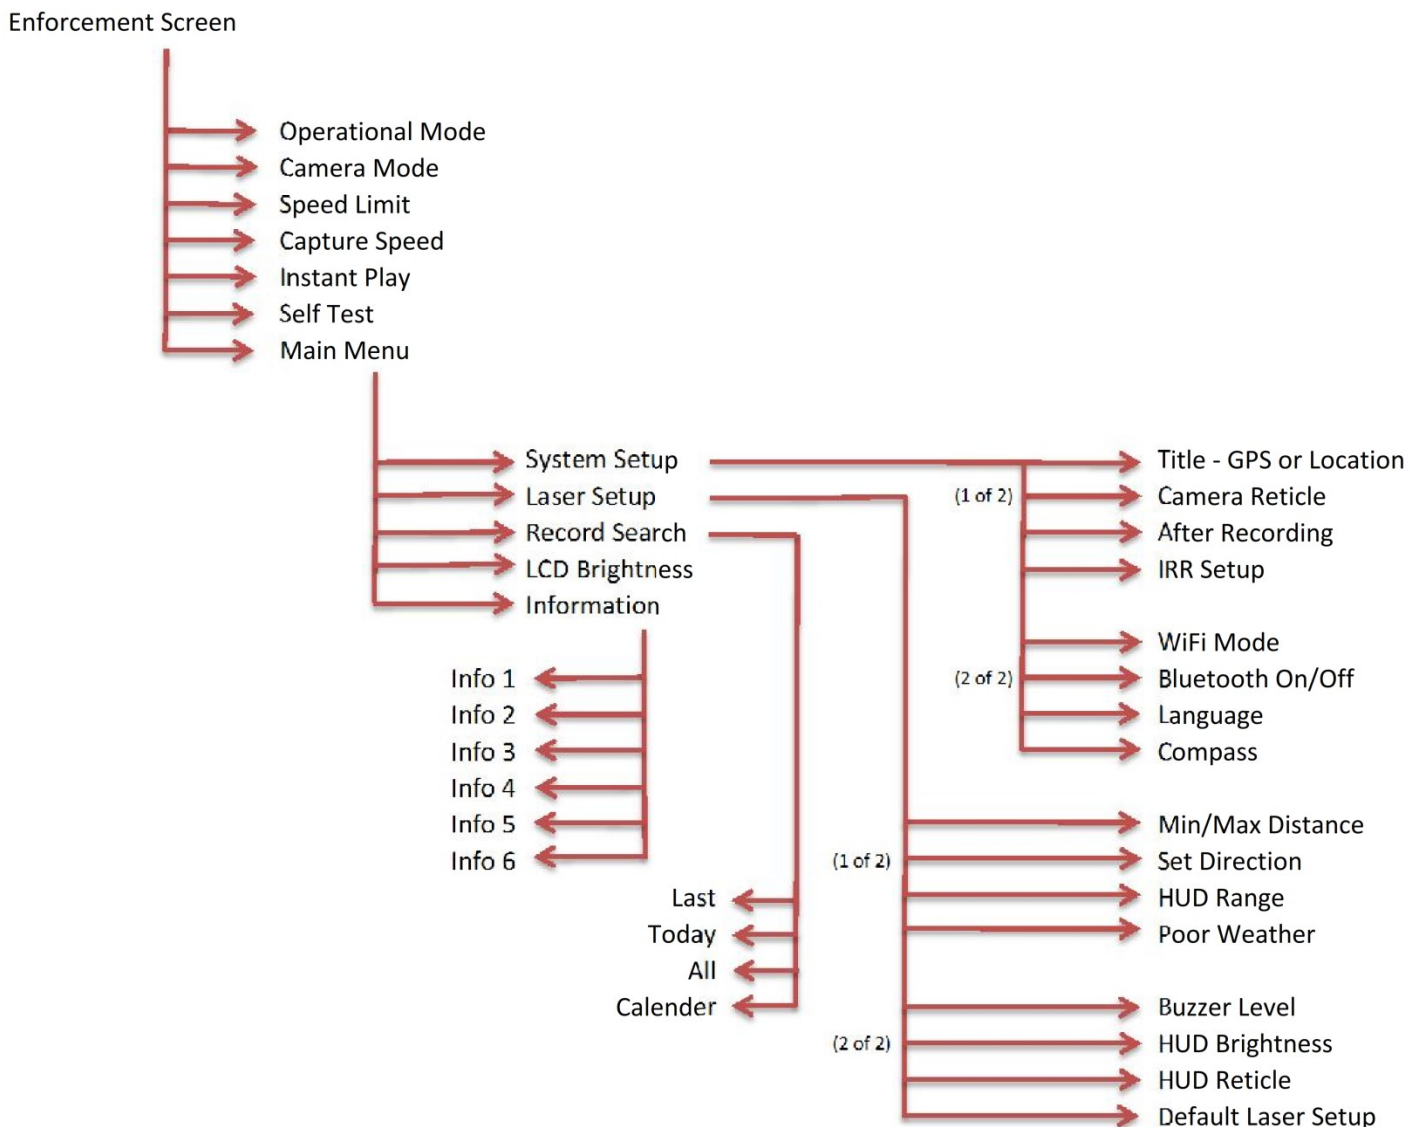 Enforcement Screen
Operational Mode
Camera Mode
Speed Limit
Capture Speed
Instant Play
Self Test
Main Menu
System Setup
Laser Setup
Record Search
LCD Brightness
Information
Info 1
Info 2
Info 3
Info 4
Info 5
Info 6
Last
Today
All
Calender
(1 of 2)
Title - GPS or Location
Camera Reticle
After Recording
IRR Setup
(2 of 2)
WiFi Mode
Bluetooth On/Off
Language
Compass
(1 of 2)
Min/Max Distance
Set Direction
HUD Range
Poor Weather
(2 of 2)
Buzzer Level
HUD Brightness
HUD Reticle
Default Laser Setup